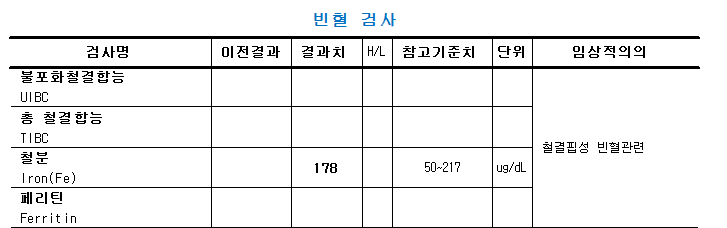 빈혈 검사
검사명 이전결과 결과치 H/L 참고기준치 단위 임상적의의
불포화철결합능
UIBC
총 철결합능
TIBC
철결핍성 빈혈관련
철분
Iron(Fe) 178 50~217 ug/dL
페리틴
Ferritin